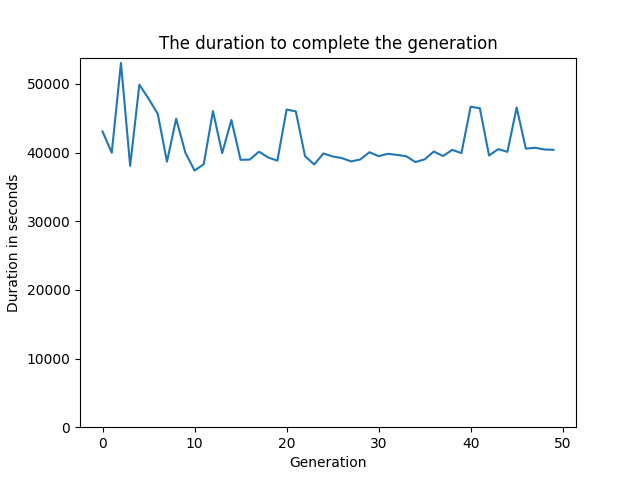 The duration to complete the generation
Duration in seconds
50000
40000
30000
20000
10000
0
0 10 20 30 40 50
Generation